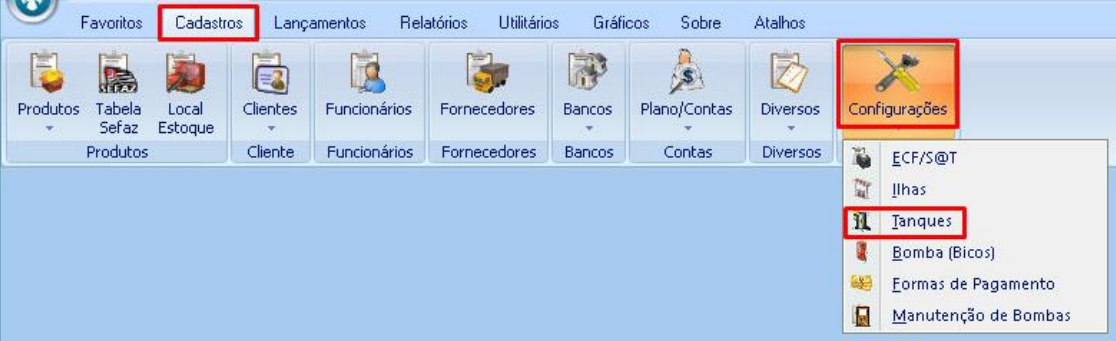 Favoritos Cadastros Lançamentos Relatórios Utilitários Gráficos Sobre Atalhos
Produtos Tabela Sefaz Local Estoque Clientes Funcionários Fornecedores Bancos Plano/Contas Diversos Configurações
SEFAZ
Produtos Cliente Funcionários Fornecedores Bancos Contas Diversos
ECF/S@T
Ilhas
Tanques
Bomba (Bicos)
Formas de Pagamento
Manutenção de Bombas